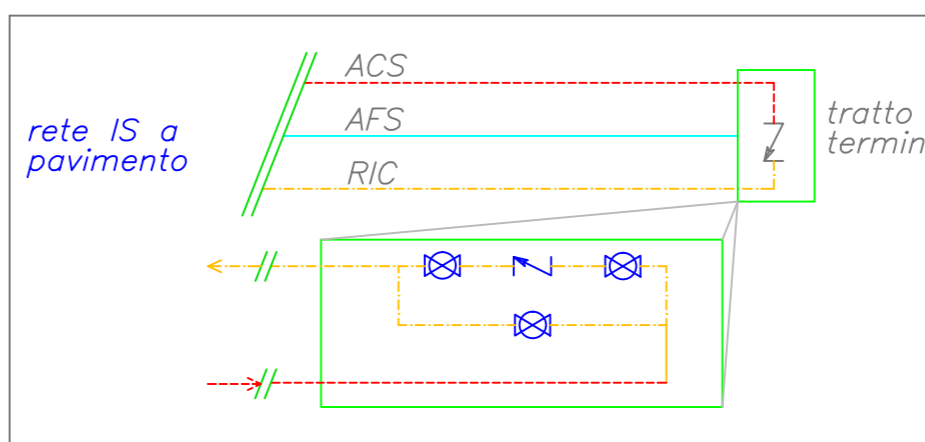 ACS
rete IS a
pavimento
AFS
RIC
tratto
termin